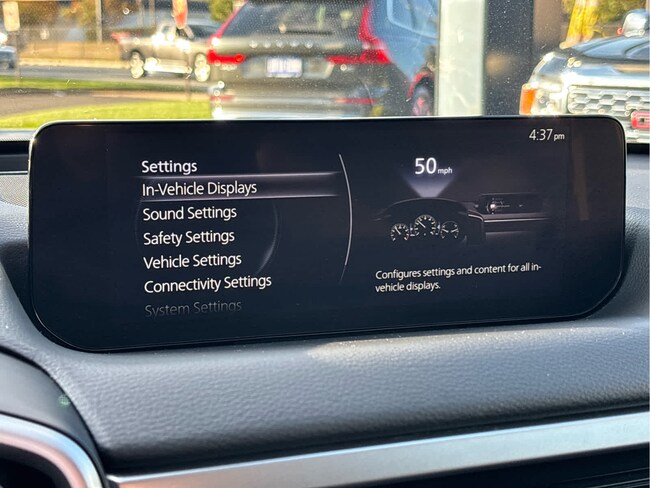 4:37 pm
Settings
In-Vehicle Displays
Sound Settings
Safety Settings
Vehicle Settings
Connectivity Settings
System Settings
50 mph
Configures settings and content for all in-
vehicle displays.
VOLVO